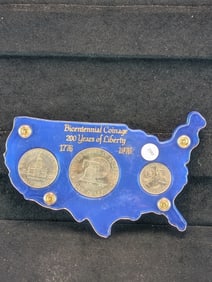 Bicentennial Coinage
200 Years of Liberty
1776 1976